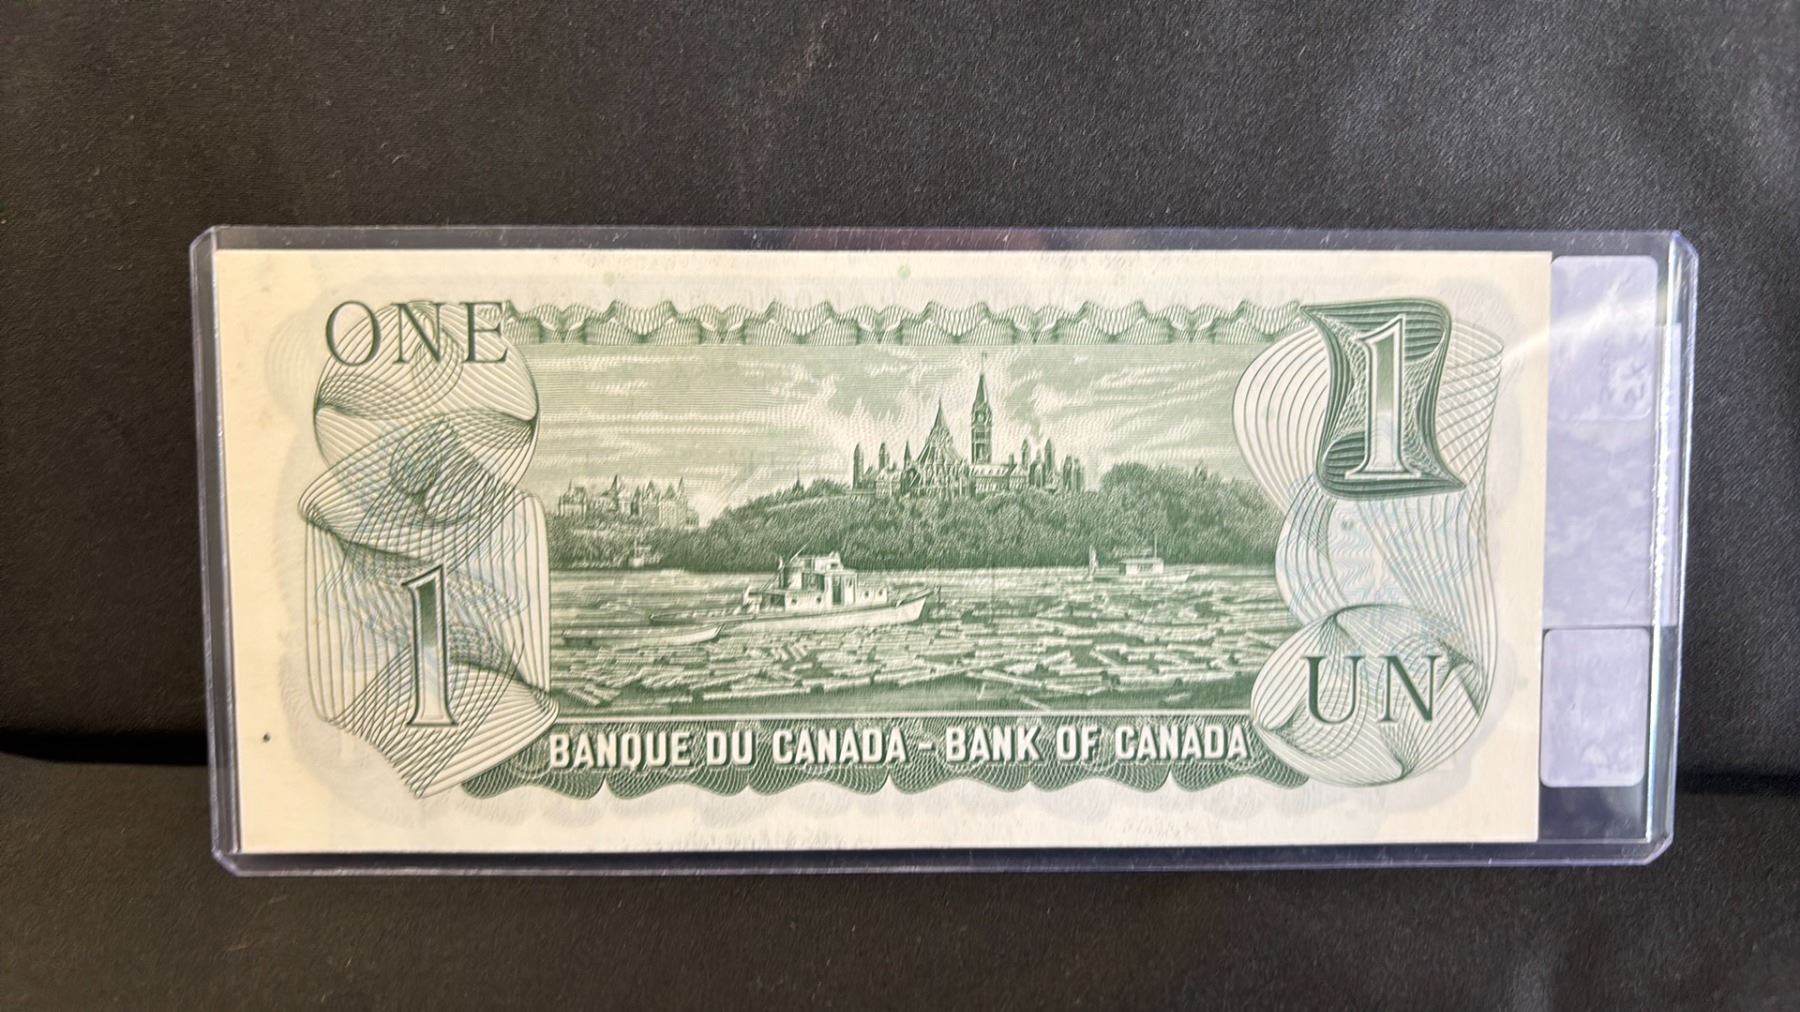 ONE
1
1
UN
BANQUE DU CANADA - BANK OF CANADA